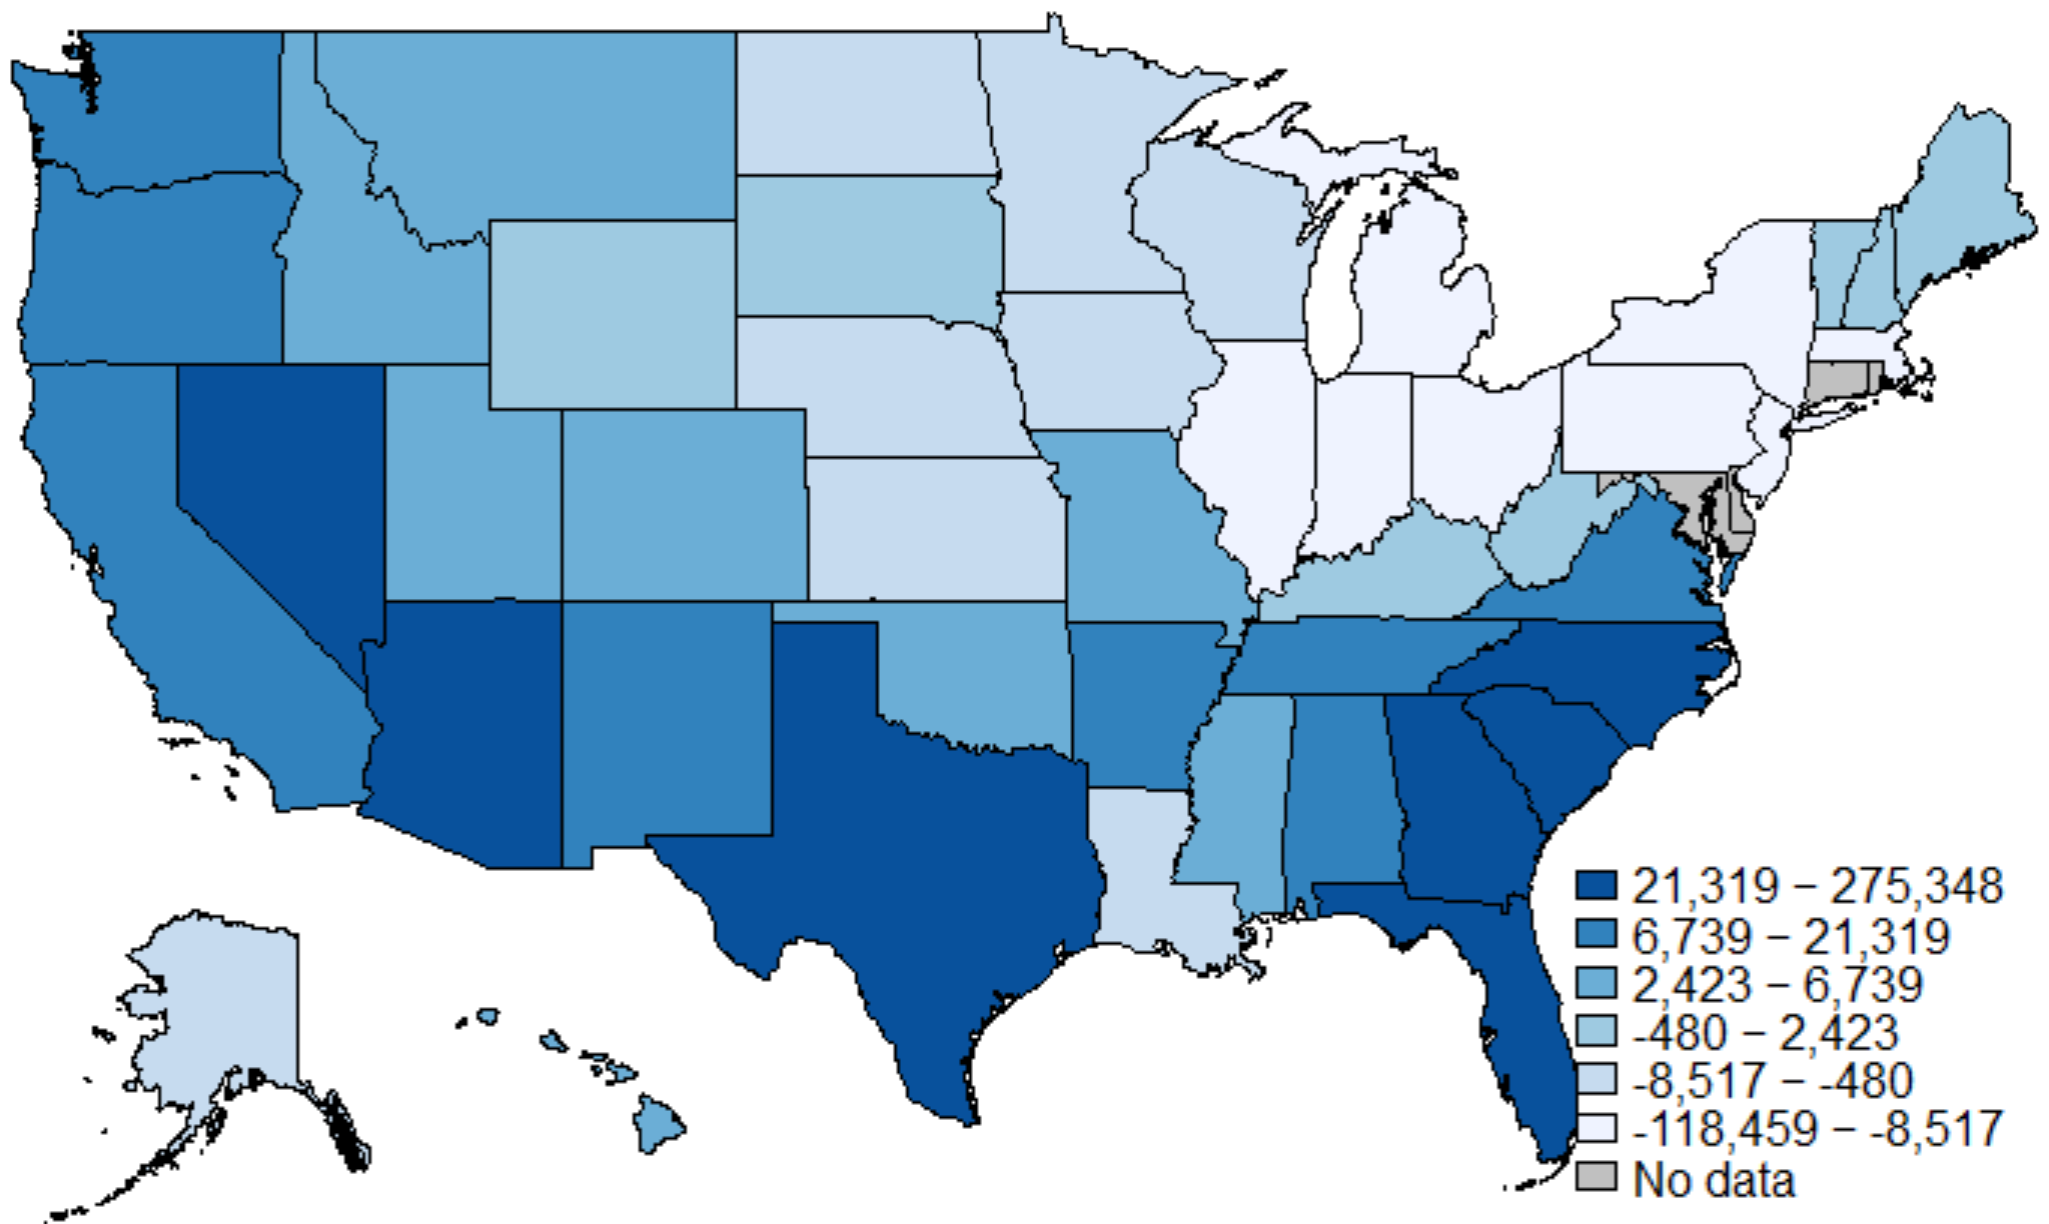 21,319 – 275,348
6,739 – 21,319
2,423 – 6,739
-480 – 2,423
-8,517 – -480
-118,459 – -8,517
No data